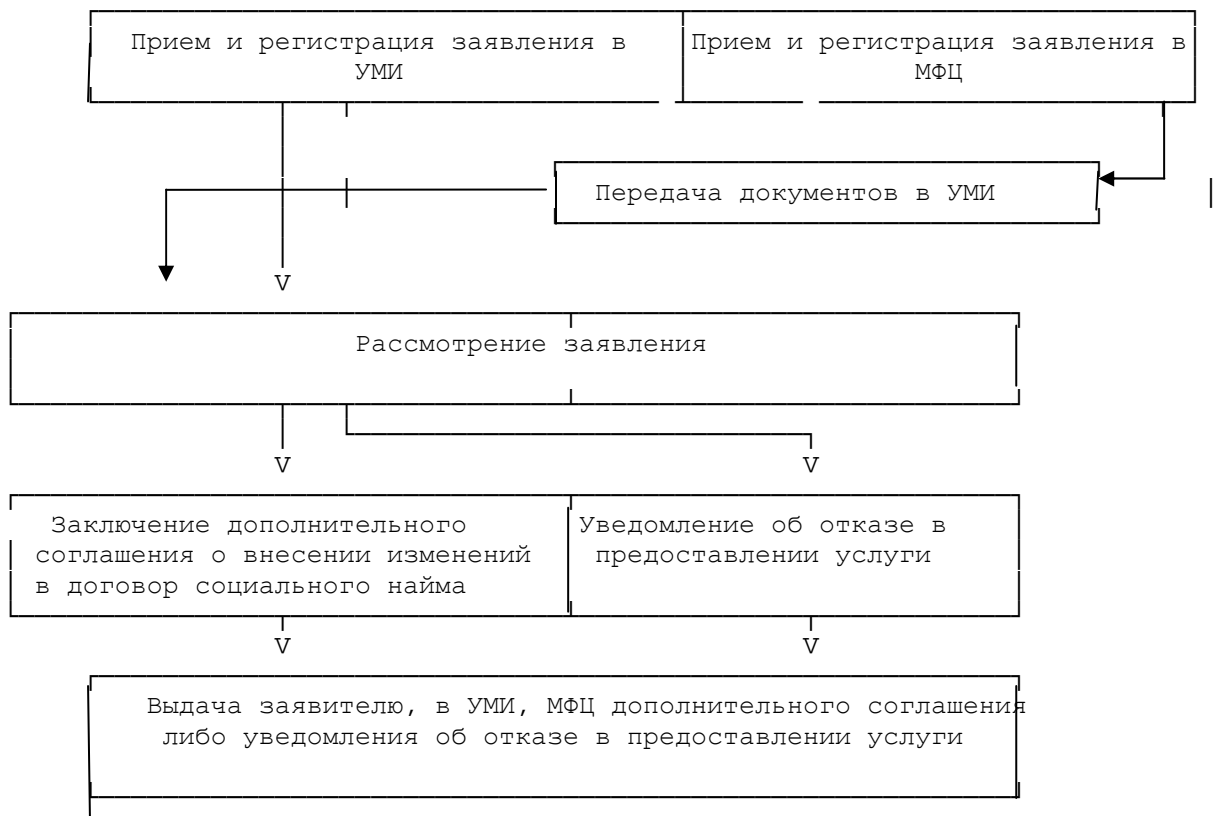 Прием и регистрация заявления в
УМИ
Прием и регистрация заявления в
МФЦ
Передача документов в УМИ
V
Рассмотрение заявления
V
V
Заключение дополнительного
соглашения о внесении изменений
в договор социального найма
Уведомление об отказе в
предоставлении услуги
V
V
Выдача заявителю, в УМИ, МФЦ дополнительного соглашения
либо уведомления об отказе в предоставлении услуги